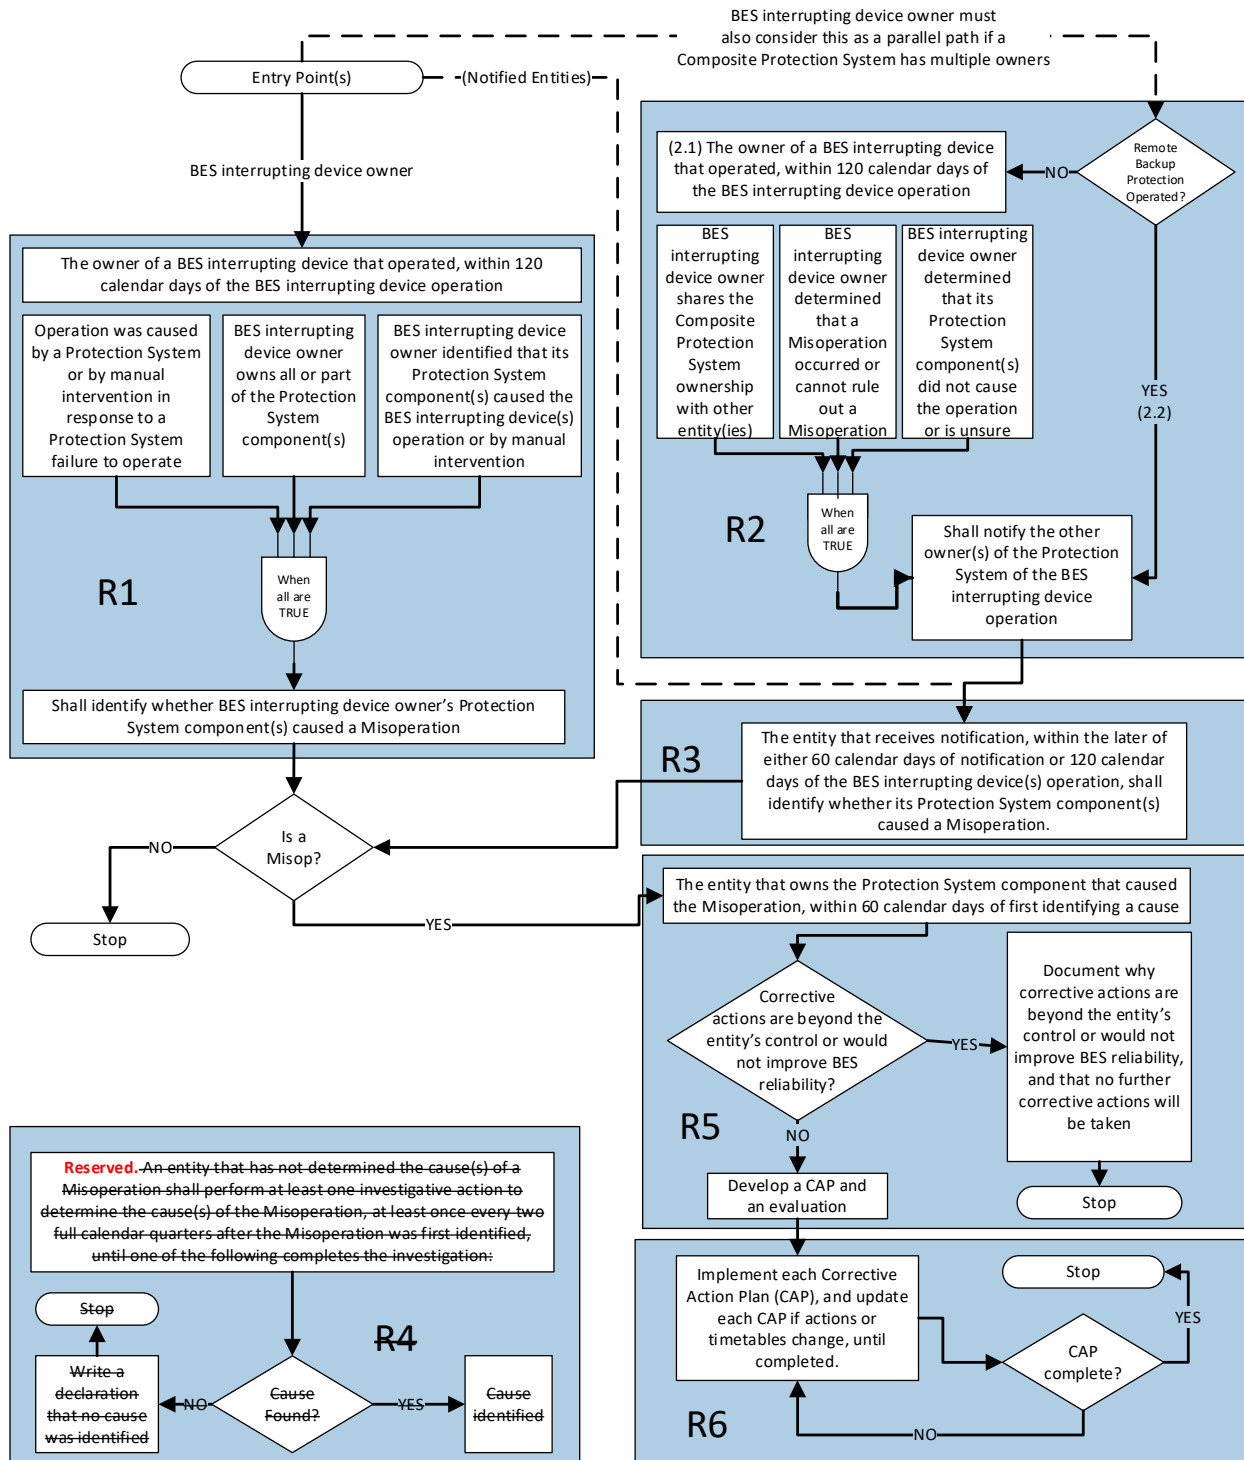 BES interrupting device owner must
also consider this as a parallel path if a
Composite Protection System has multiple owners
Entry Point(s)
(Notified Entities)
BES interrupting device owner
The owner of a BES interrupting device that operated, within 120
calendar days of the BES interrupting device operation
Operation was caused
by a Protection System
or by manual
intervention in
response to a
Protection System
failure to operate
BES interrupting
device owner
owns all or part
of the Protection
System
component(s)
BES interrupting device
owner identified that its
Protection System
component(s) caused the
BES interrupting device(s)
operation or by manual
intervention
When
all are
TRUE
R1
Shall identify whether BES interrupting device owner's Protection
System component(s) caused a Misoperation
Remote
Backup
Protection
Operated?
NO
(2.1) The owner of a BES interrupting device
that operated, within 120 calendar days of
the BES interrupting device operation
BES
interrupting
device owner
shares the
Composite
Protection
System
ownership
with other
entity(ies)
BES
interrupting
device owner
determined
that a
Misoperation
occurred or
cannot rule
out a
Misoperation
BES interrupting
device owner
determined
that its
Protection
System
component(s)
did not cause
the operation
or is unsure
YES
(2.2)
When
all are
TRUE
R2
Shall notify the other
owner(s) of the Protection
System of the BES
interrupting device
operation
R3
The entity that receives notification, within the later of
either 60 calendar days of notification or 120 calendar
days of the BES interrupting device(s) operation, shall
identify whether its Protection System component(s)
caused a Misoperation.
Is a
Misop?
NO
Stop
YES
The entity that owns the Protection System component that caused
the Misoperation, within 60 calendar days of first identifying a cause
Corrective
actions are beyond the
entity's control or would
not improve BES
reliability?
YES
Document why
corrective actions are
beyond the entity's
control or would not
improve BES reliability,
and that no further
corrective actions will
be taken
Stop
NO
R5
Develop a CAP and
an evaluation
Reserved. An entity that has not determined the cause(s) of a
Misoperation shall perform at least one investigative action to
determine the cause(s) of the Misoperation, at least once every two
full calendar quarters after the Misoperation was first identified,
until one of the following completes the investigation:
R4
Cause
Found?
NO
Write a
declaration
that no cause
was identified
Stop
YES
Cause
identified
Implement each Corrective
Action Plan (CAP), and update
each CAP if actions or
timetables change, until
completed.
CAP
complete?
YES
Stop
NO
R6